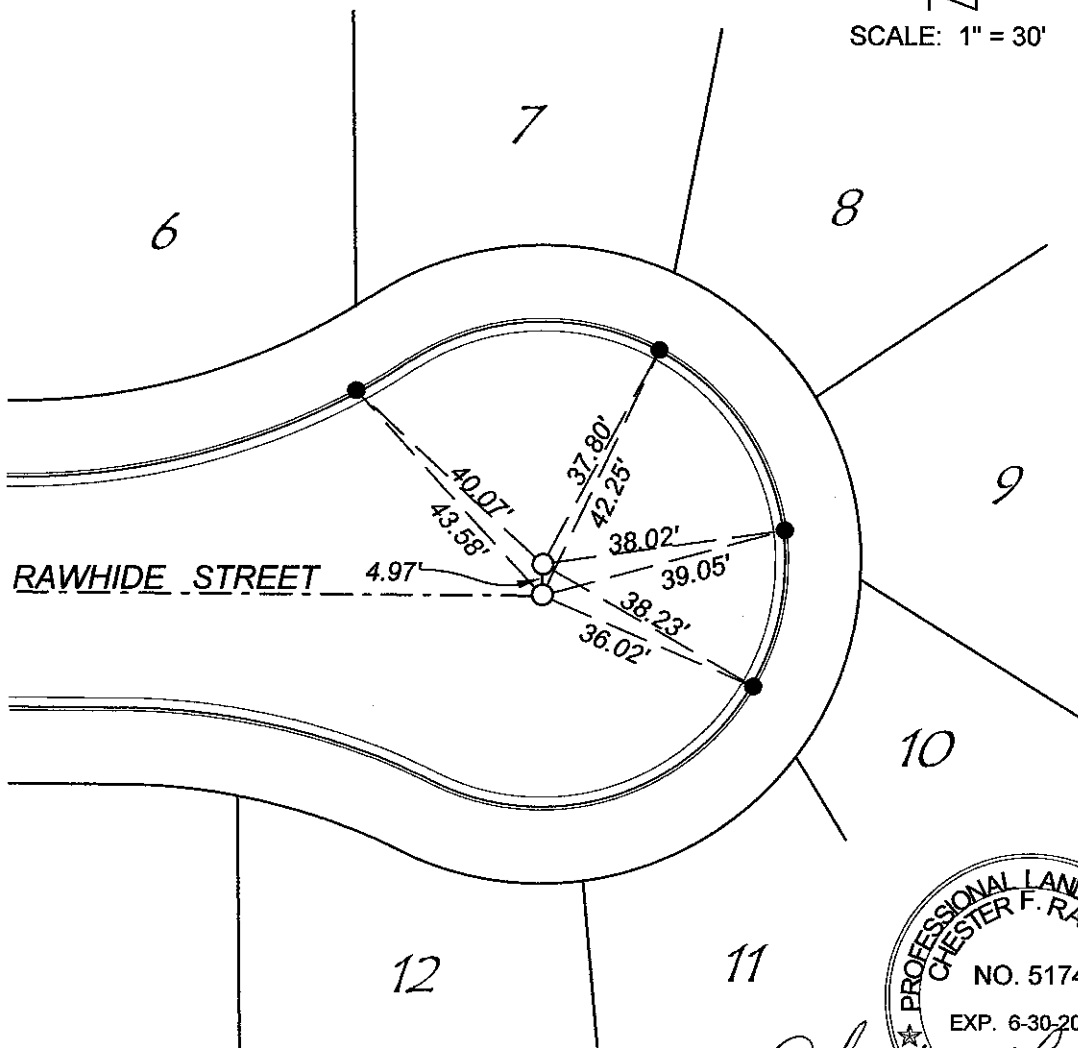 SCALE: 1" = 30'
7
8
6
9
37.80'
42.25'
40.07'
43.58'
38.02'
39.05'
RAWHIDE STREET
4.97'
38.23'
36.02'
10
12
11
PROFESSIONAL LAN
CHESTER F. RA
NO. 5174
EXP. 6-30-20